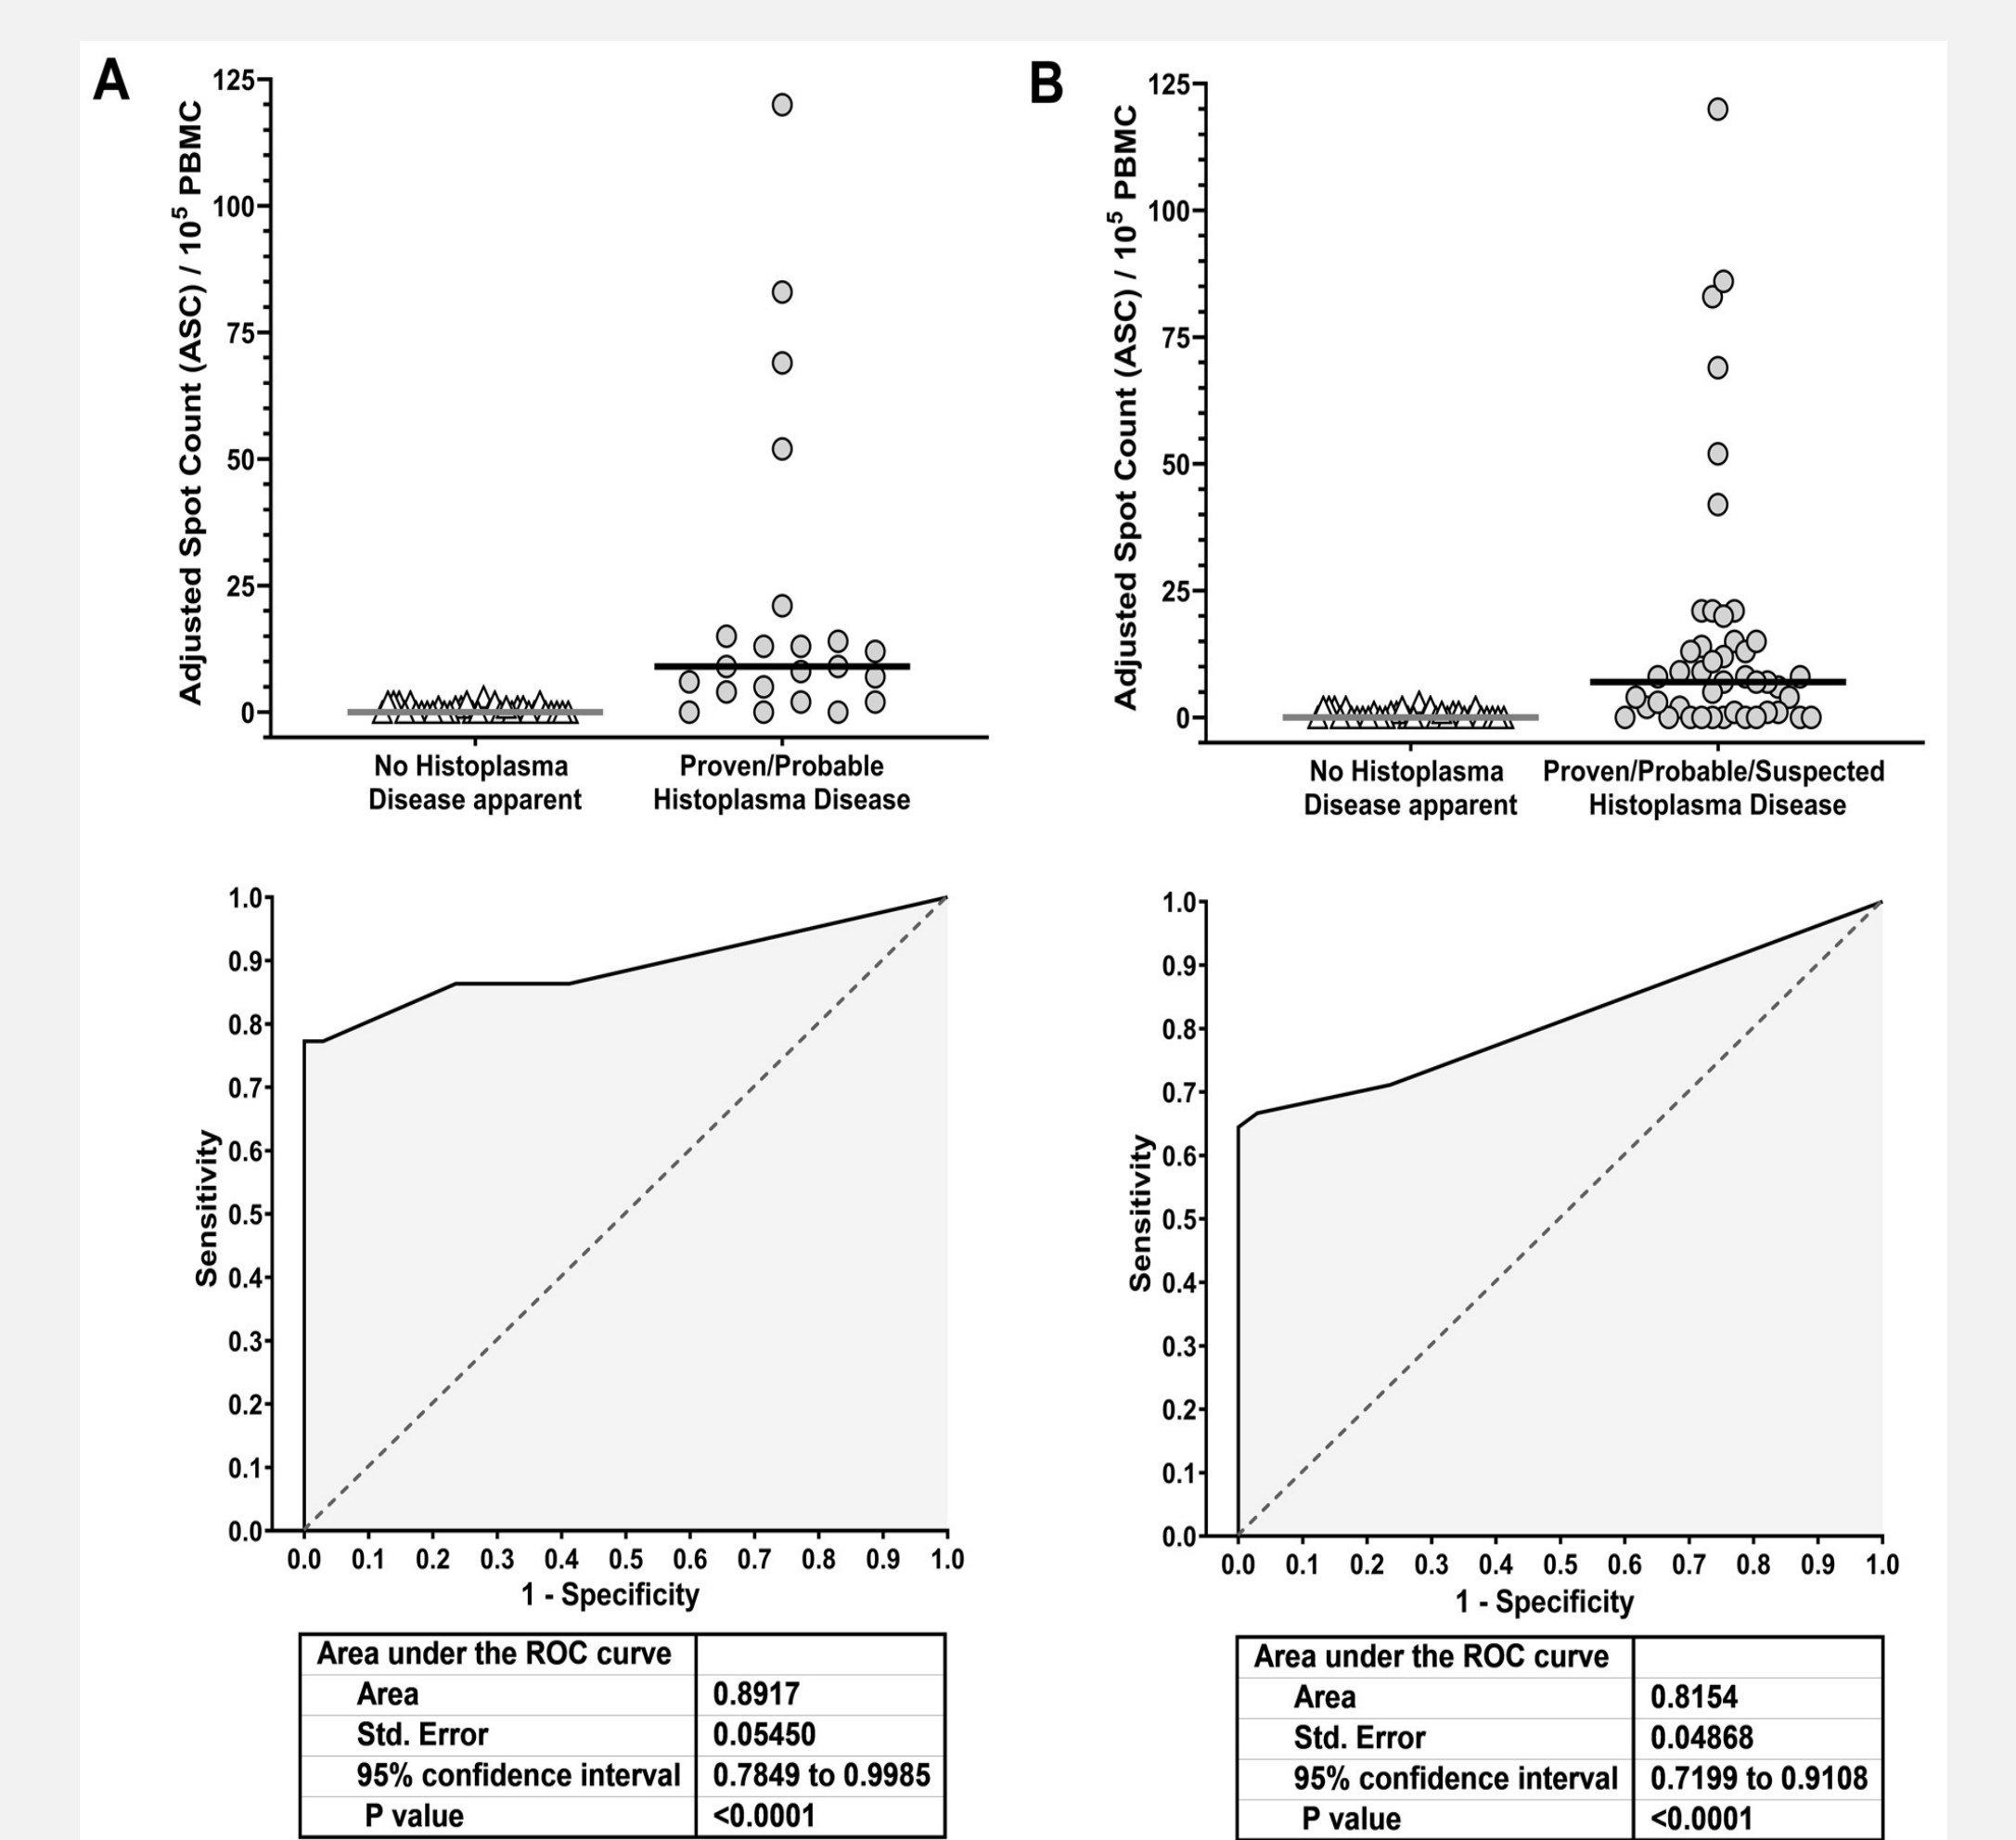 A
Adjusted Spot Count (ASC) / 10⁵ PBMC
125
100
75
50
25
0
No Histoplasma
Disease apparent
Proven/Probable
Histoplasma Disease
B
Adjusted Spot Count (ASC) / 10⁵ PBMC
125
100
75
50
25
0
No Histoplasma
Disease apparent
Proven/Probable/Suspected
Histoplasma Disease
Sensitivity
1.0
0.9
0.8
0.7
0.6
0.5
0.4
0.3
0.2
0.1
0.0
0.0 0.1 0.2 0.3 0.4 0.5 0.6 0.7 0.8 0.9 1.0
1 - Specificity
Sensitivity
1.0
0.9
0.8
0.7
0.6
0.5
0.4
0.3
0.2
0.1
0.0
0.0 0.1 0.2 0.3 0.4 0.5 0.6 0.7 0.8 0.9 1.0
1 - Specificity
Area under the ROC curve
Area 0.8917
Std. Error 0.05450
95% confidence interval 0.7849 to 0.9985
P value <0.0001
Area under the ROC curve
Area 0.8154
Std. Error 0.04868
95% confidence interval 0.7199 to 0.9108
P value <0.0001